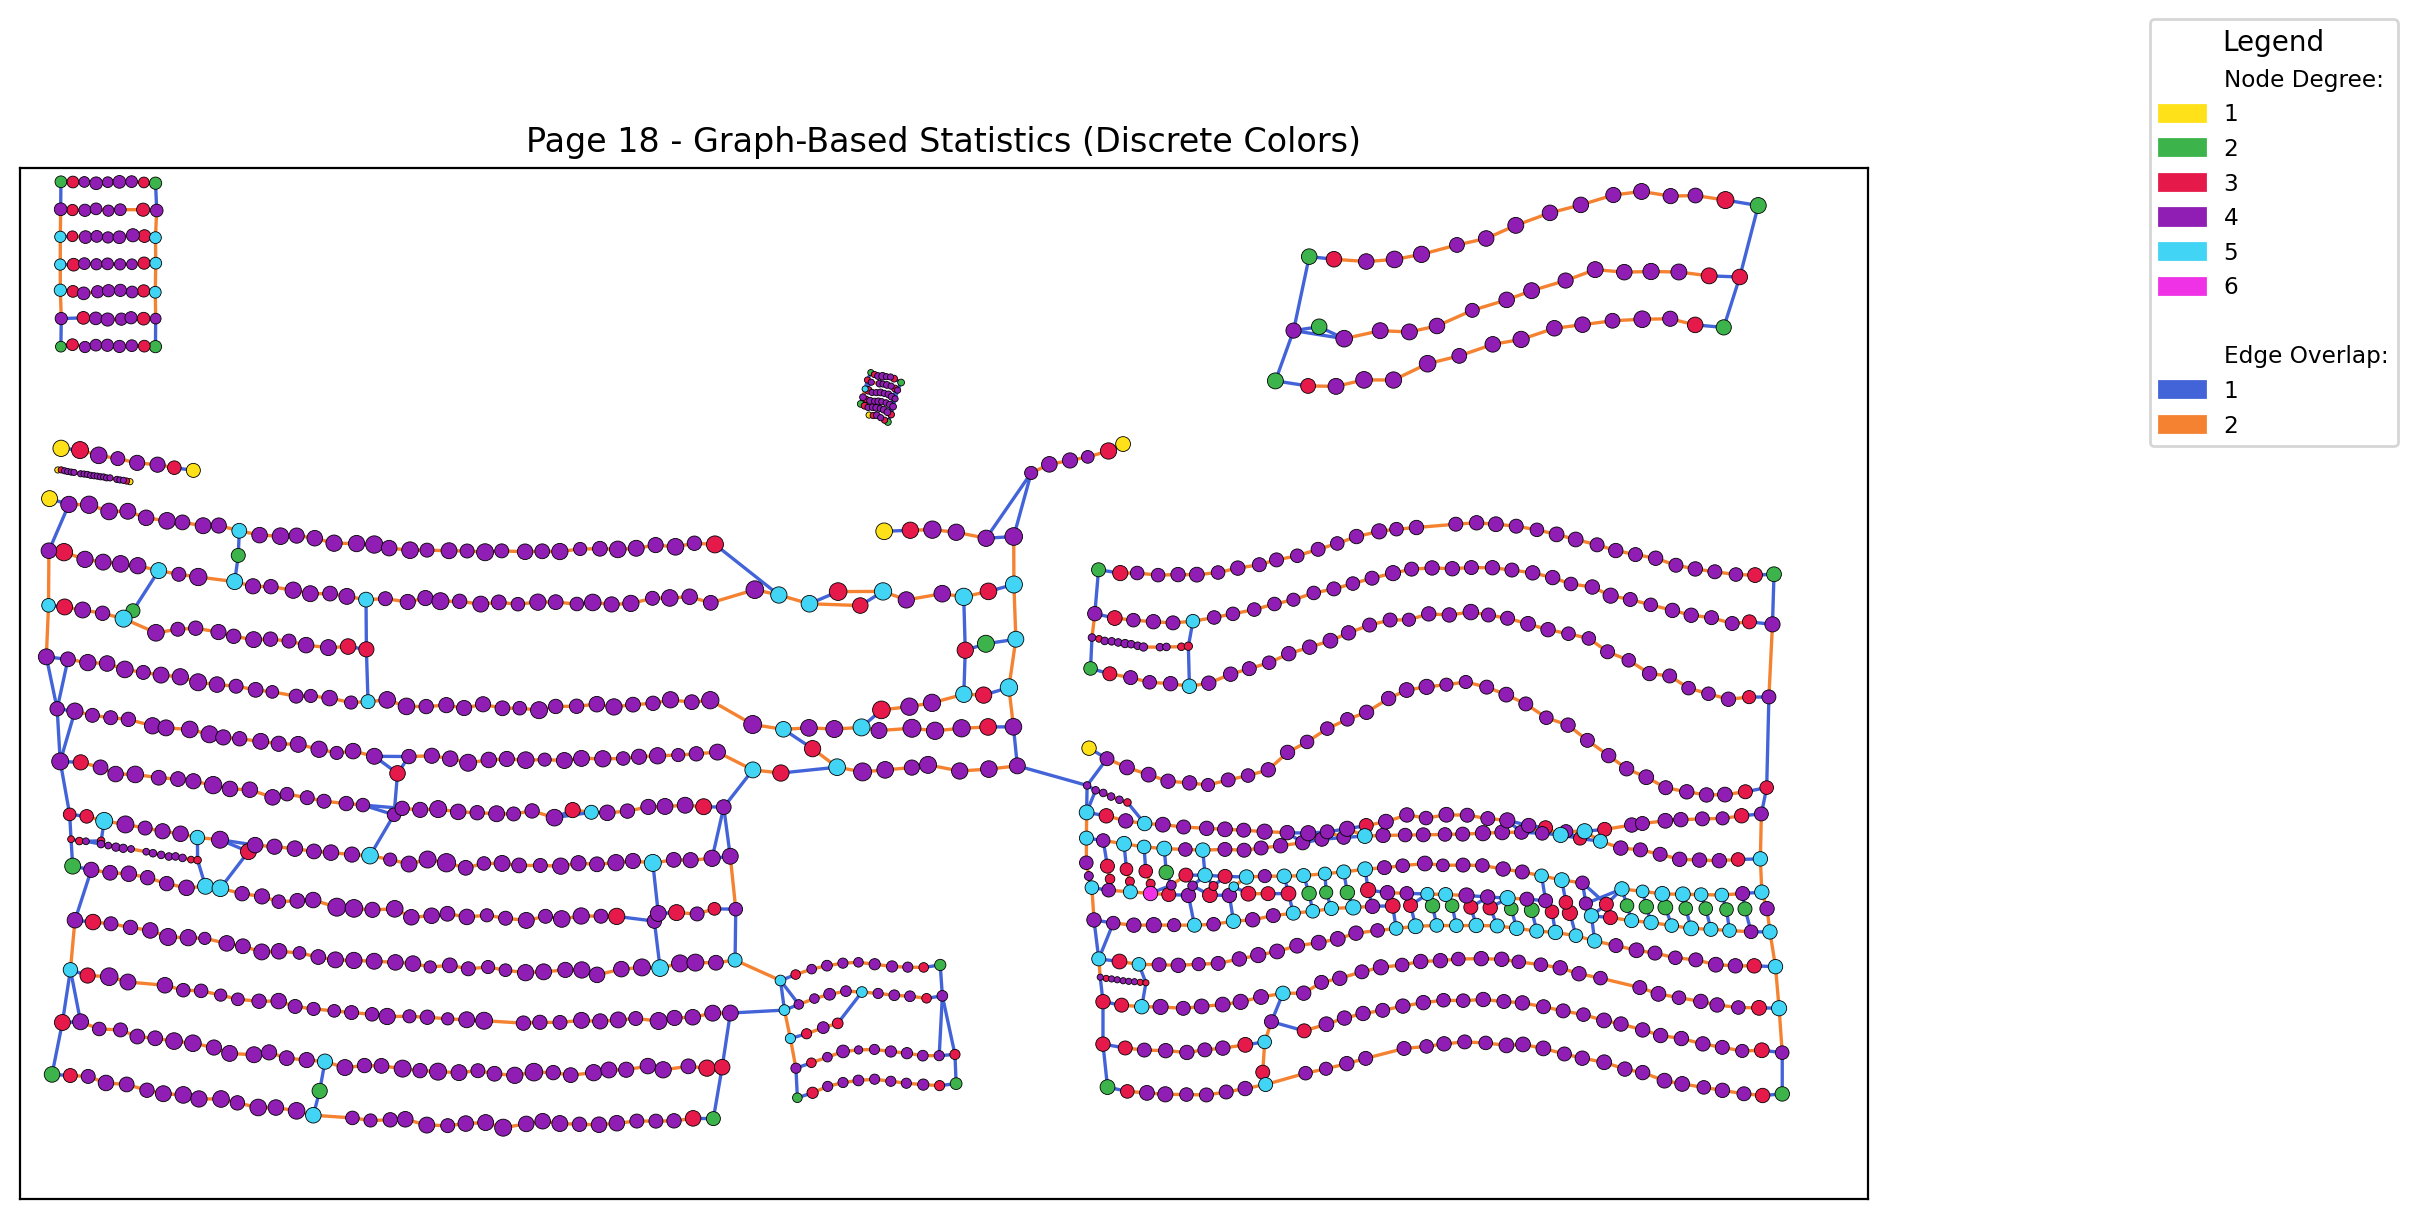 Page 18 - Graph-Based Statistics (Discrete Colors)
Legend
Node Degree:
1
2
3
4
5
6
Edge Overlap:
1
2